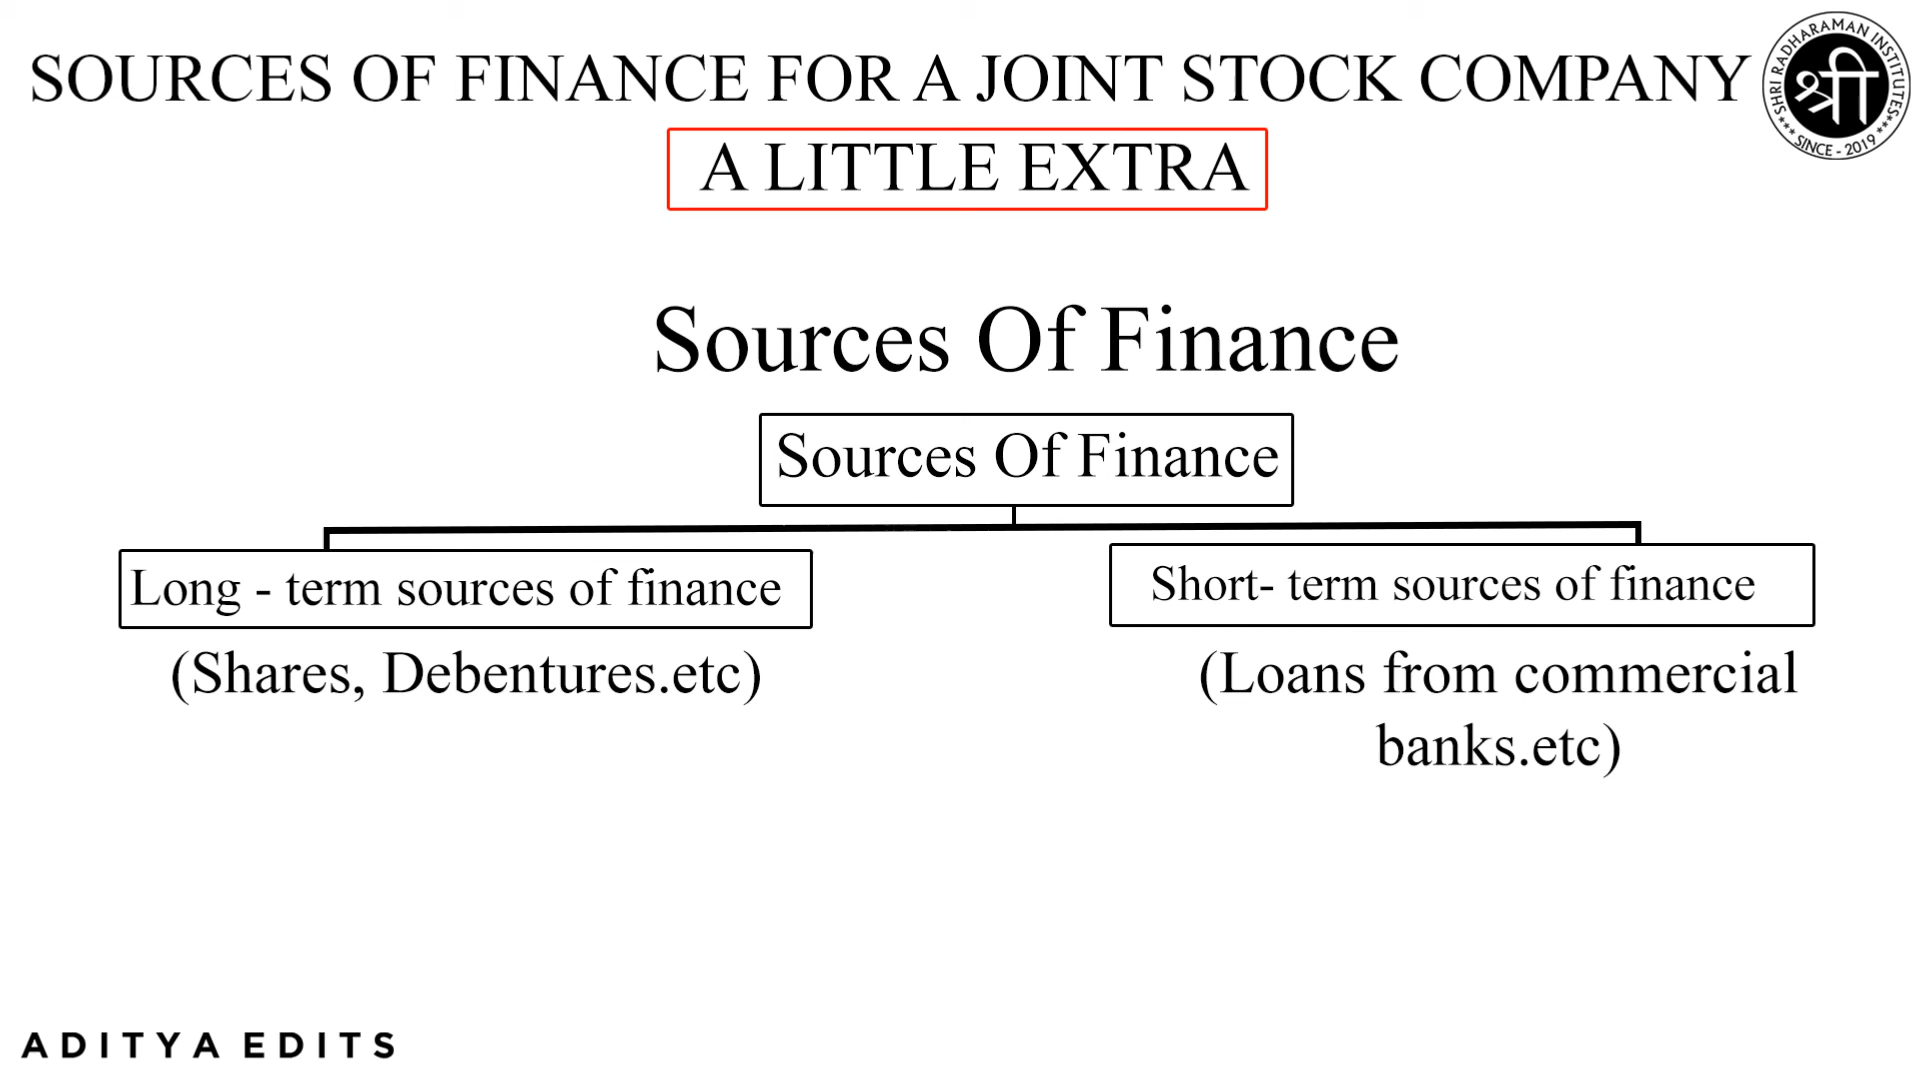 SOURCES OF FINANCE FOR A JOINT STOCK COMPANY
SHRI RADHARAMAN INSTITUTES
श्री
*** SINCE - 2019 ***
A LITTLE EXTRA
Sources Of Finance
Sources Of Finance
Long - term sources of finance
(Shares, Debentures.etc)
Short- term sources of finance
(Loans from commercial
banks.etc)
ADITYA EDITS